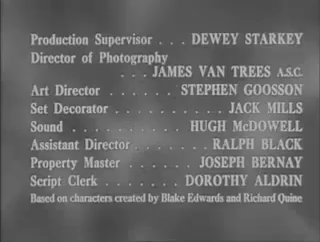 Production Supervisor . . . DEWEY STARKEY
Director of Photography
. . . JAMES VAN TREES A.S.C.
Art Director . . . . . . STEPHEN GOOSSON
Set Decorator . . . . . . . . . JACK MILLS
Sound . . . . . . . . . . HUGH McDOWELL
Assistant Director . . . . . . RALPH BLACK
Property Master . . . . . JOSEPH BERNAY
Script Clerk . . . . . . . DOROTHY ALDRIN
Based on characters created by Blake Edwards and Richard Quine